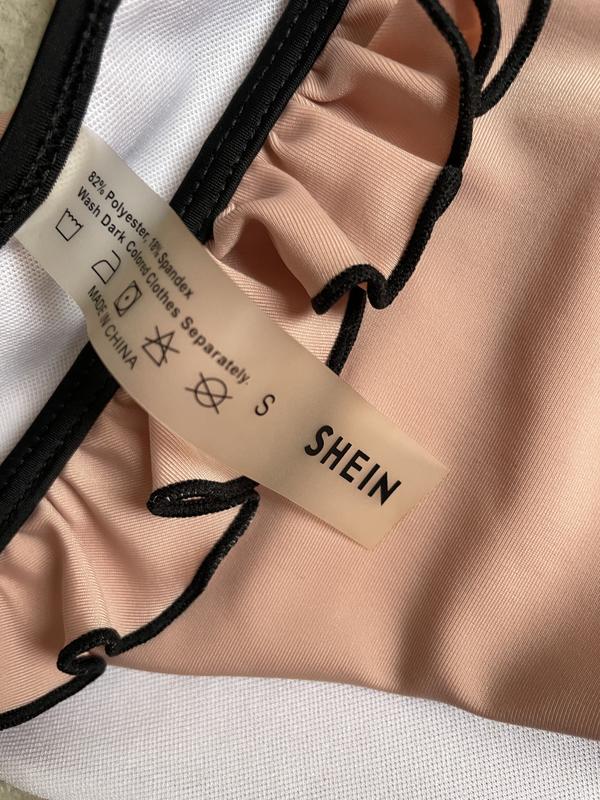 82% Polyester, 18% Spandex
Wash Dark Colored Clothes Separately.
MADE IN CHINA
S
SHEIN